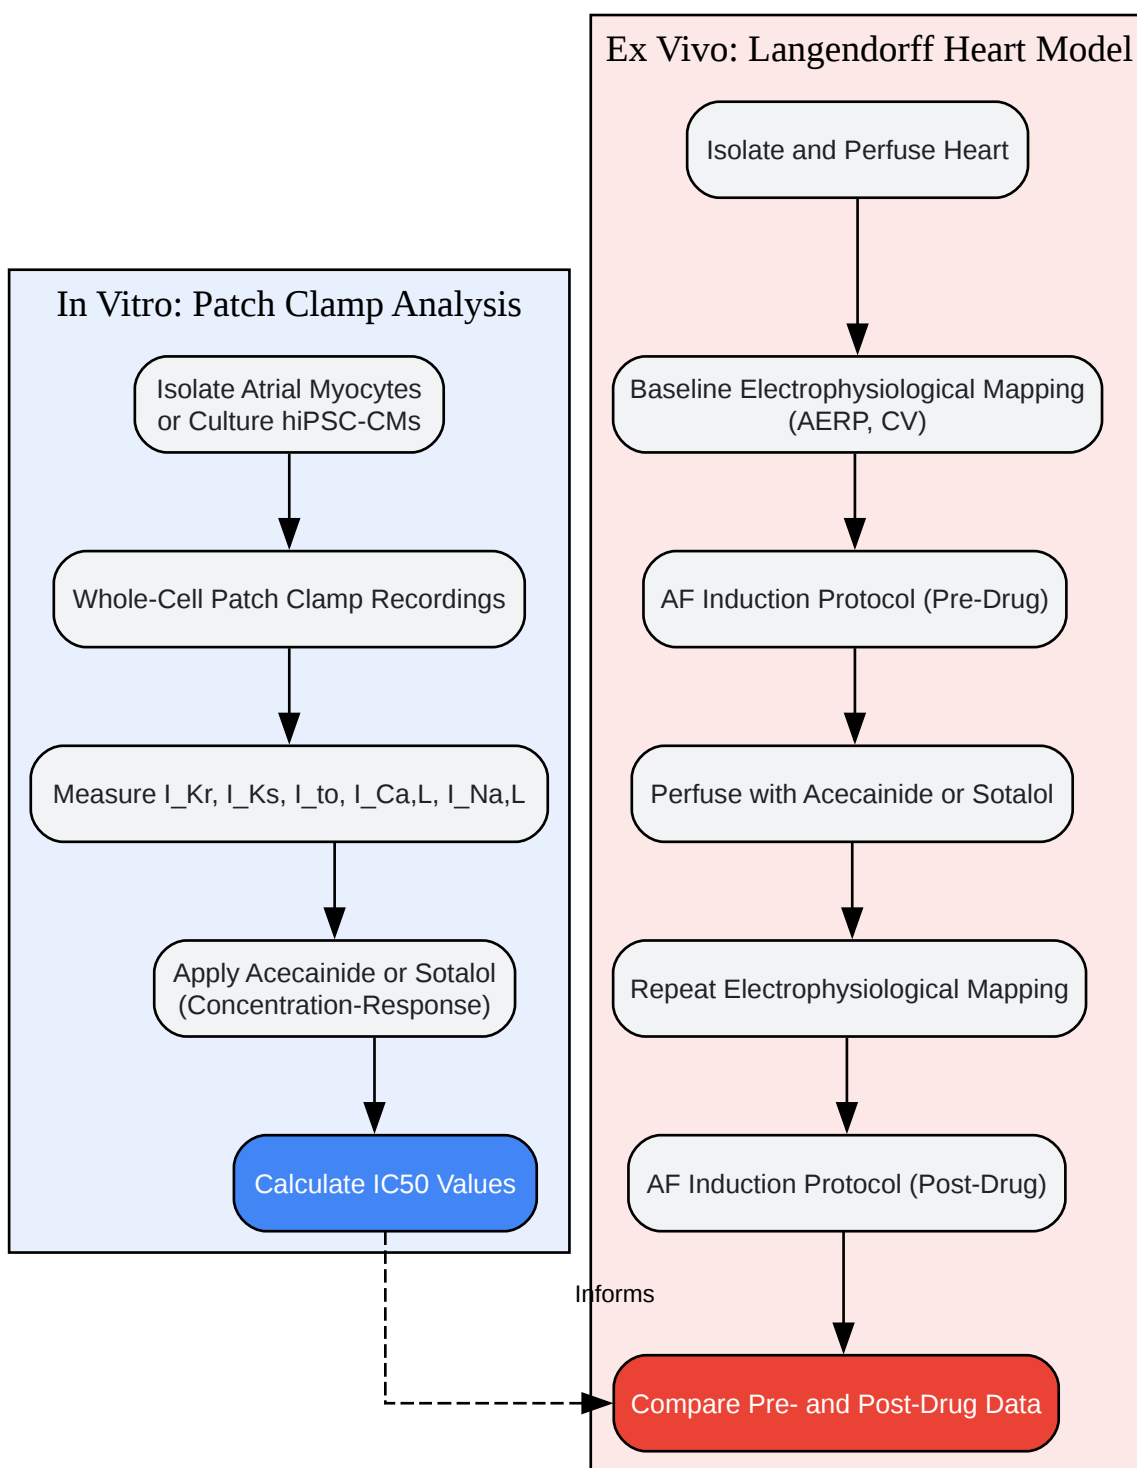 Ex Vivo: Langendorff Heart Model
Isolate and Perfuse Heart
Baseline Electrophysiological Mapping
(AERP, CV)
AF Induction Protocol (Pre-Drug)
Perfuse with Acecainide or Sotalol
Repeat Electrophysiological Mapping
AF Induction Protocol (Post-Drug)
Compare Pre- and Post-Drug Data
In Vitro: Patch Clamp Analysis
Isolate Atrial Myocytes
or Culture hiPSC-CMs
Whole-Cell Patch Clamp Recordings
Measure I_Kr, I_Ks, I_to, I_Ca,L, I_Na,L
Apply Acecainide or Sotalol
(Concentration-Response)
Calculate IC50 Values
Informs